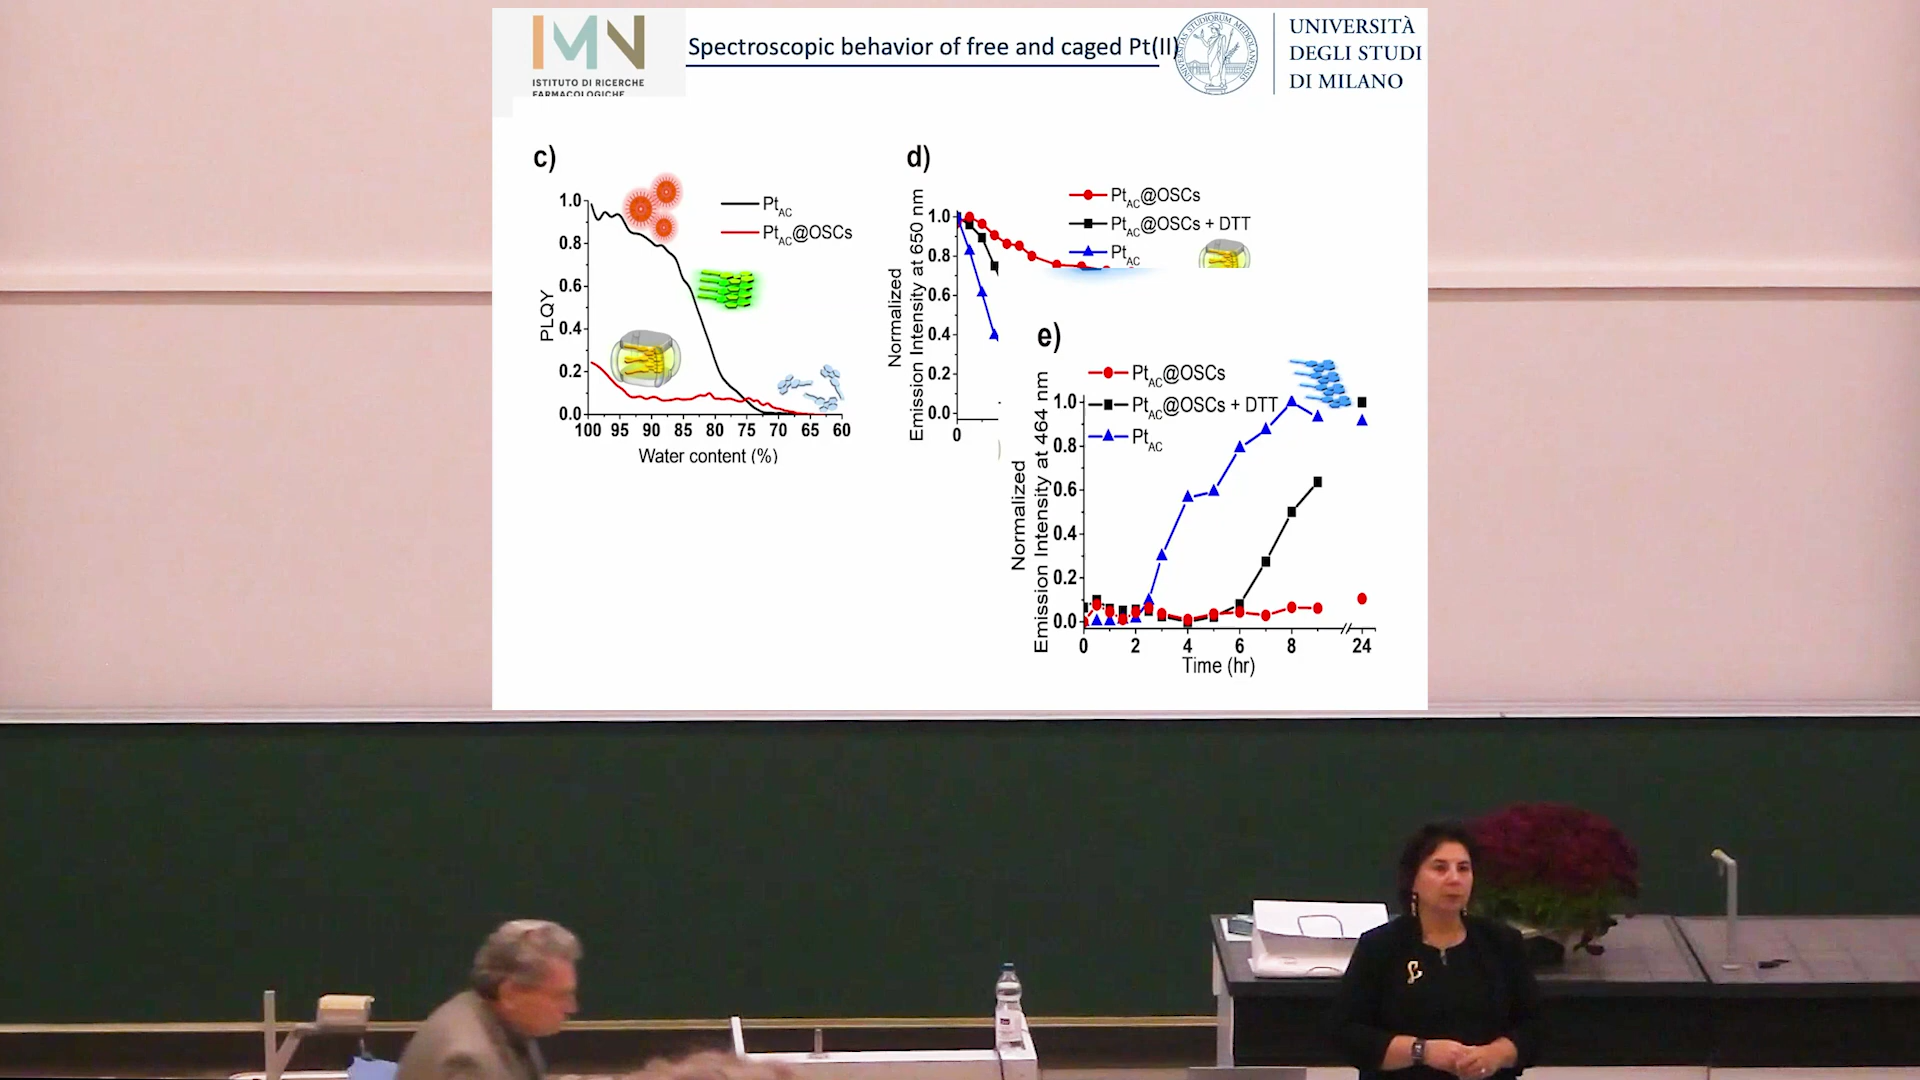 IMN
ISTITUTO DI RICERCHE
FARMACOLOGICHE
Spectroscopic behavior of free and caged Pt(II)
UNIVERSITÀ
DEGLI STUDI
DI MILANO
c)
PtAC
PtAC@OSCs
1.0
0.8
0.6
0.4
0.2
0.0
PLQY
100 95 90 85 80 75 70 65 60
Water content (%)
d)
PtAC@OSCs
PtAC@OSCs + DTT
PtAC
1.0
0.8
0.6
0.4
0.2
0.0
Normalized
Emission Intensity at 650 nm
0
e)
PtAC@OSCs
PtAC@OSCs + DTT
PtAC
1.0
0.8
0.6
0.4
0.2
0.0
Normalized
Emission Intensity at 464 nm
0 2 4 6 8 24
Time (hr)